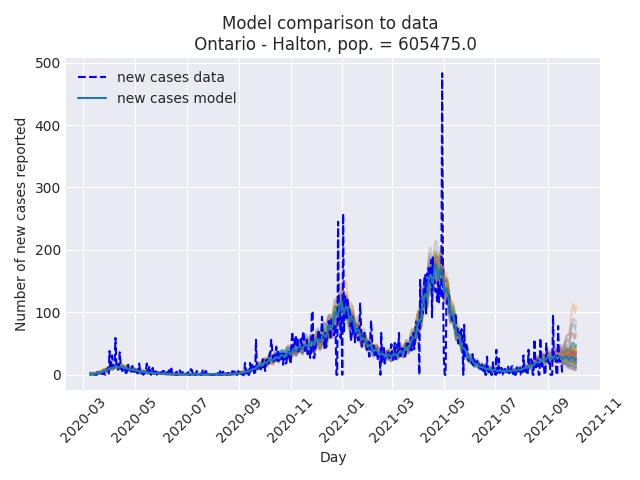 Model comparison to data
Ontario - Halton, pop. = 605475.0
new cases data
new cases model
Number of new cases reported
500
400
300
200
100
0
2020-03
2020-05
2020-07
2020-09
2020-11
2021-01
2021-03
2021-05
2021-07
2021-09
2021-11
Day